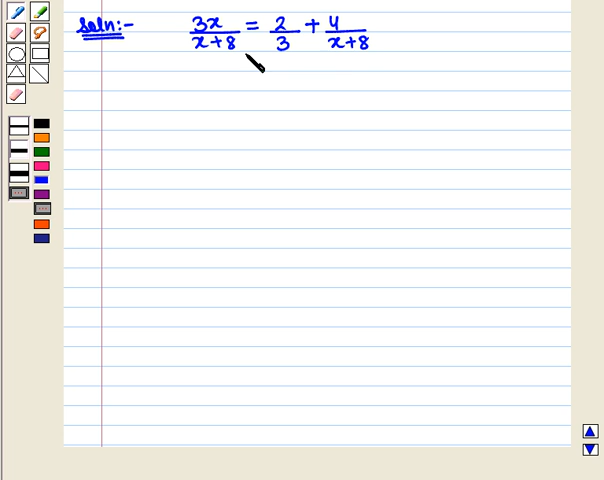 Soln:- 3x/x+8 = 2/3 + 4/x+8